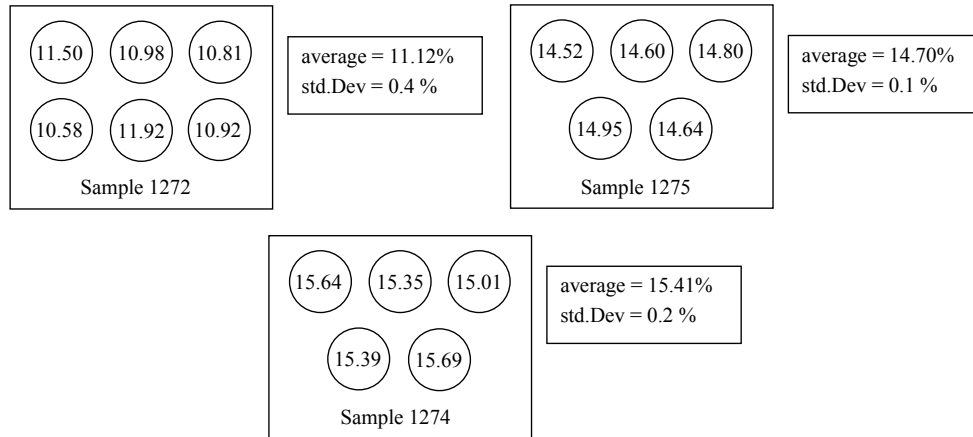 11.50 10.98 10.81
10.58 11.92 10.92
Sample 1272
average = 11.12%
std.Dev = 0.4 %
14.52 14.60 14.80
14.95 14.64
Sample 1275
average = 14.70%
std.Dev = 0.1 %
15.64 15.35 15.01
15.39 15.69
Sample 1274
average = 15.41%
std.Dev = 0.2 %